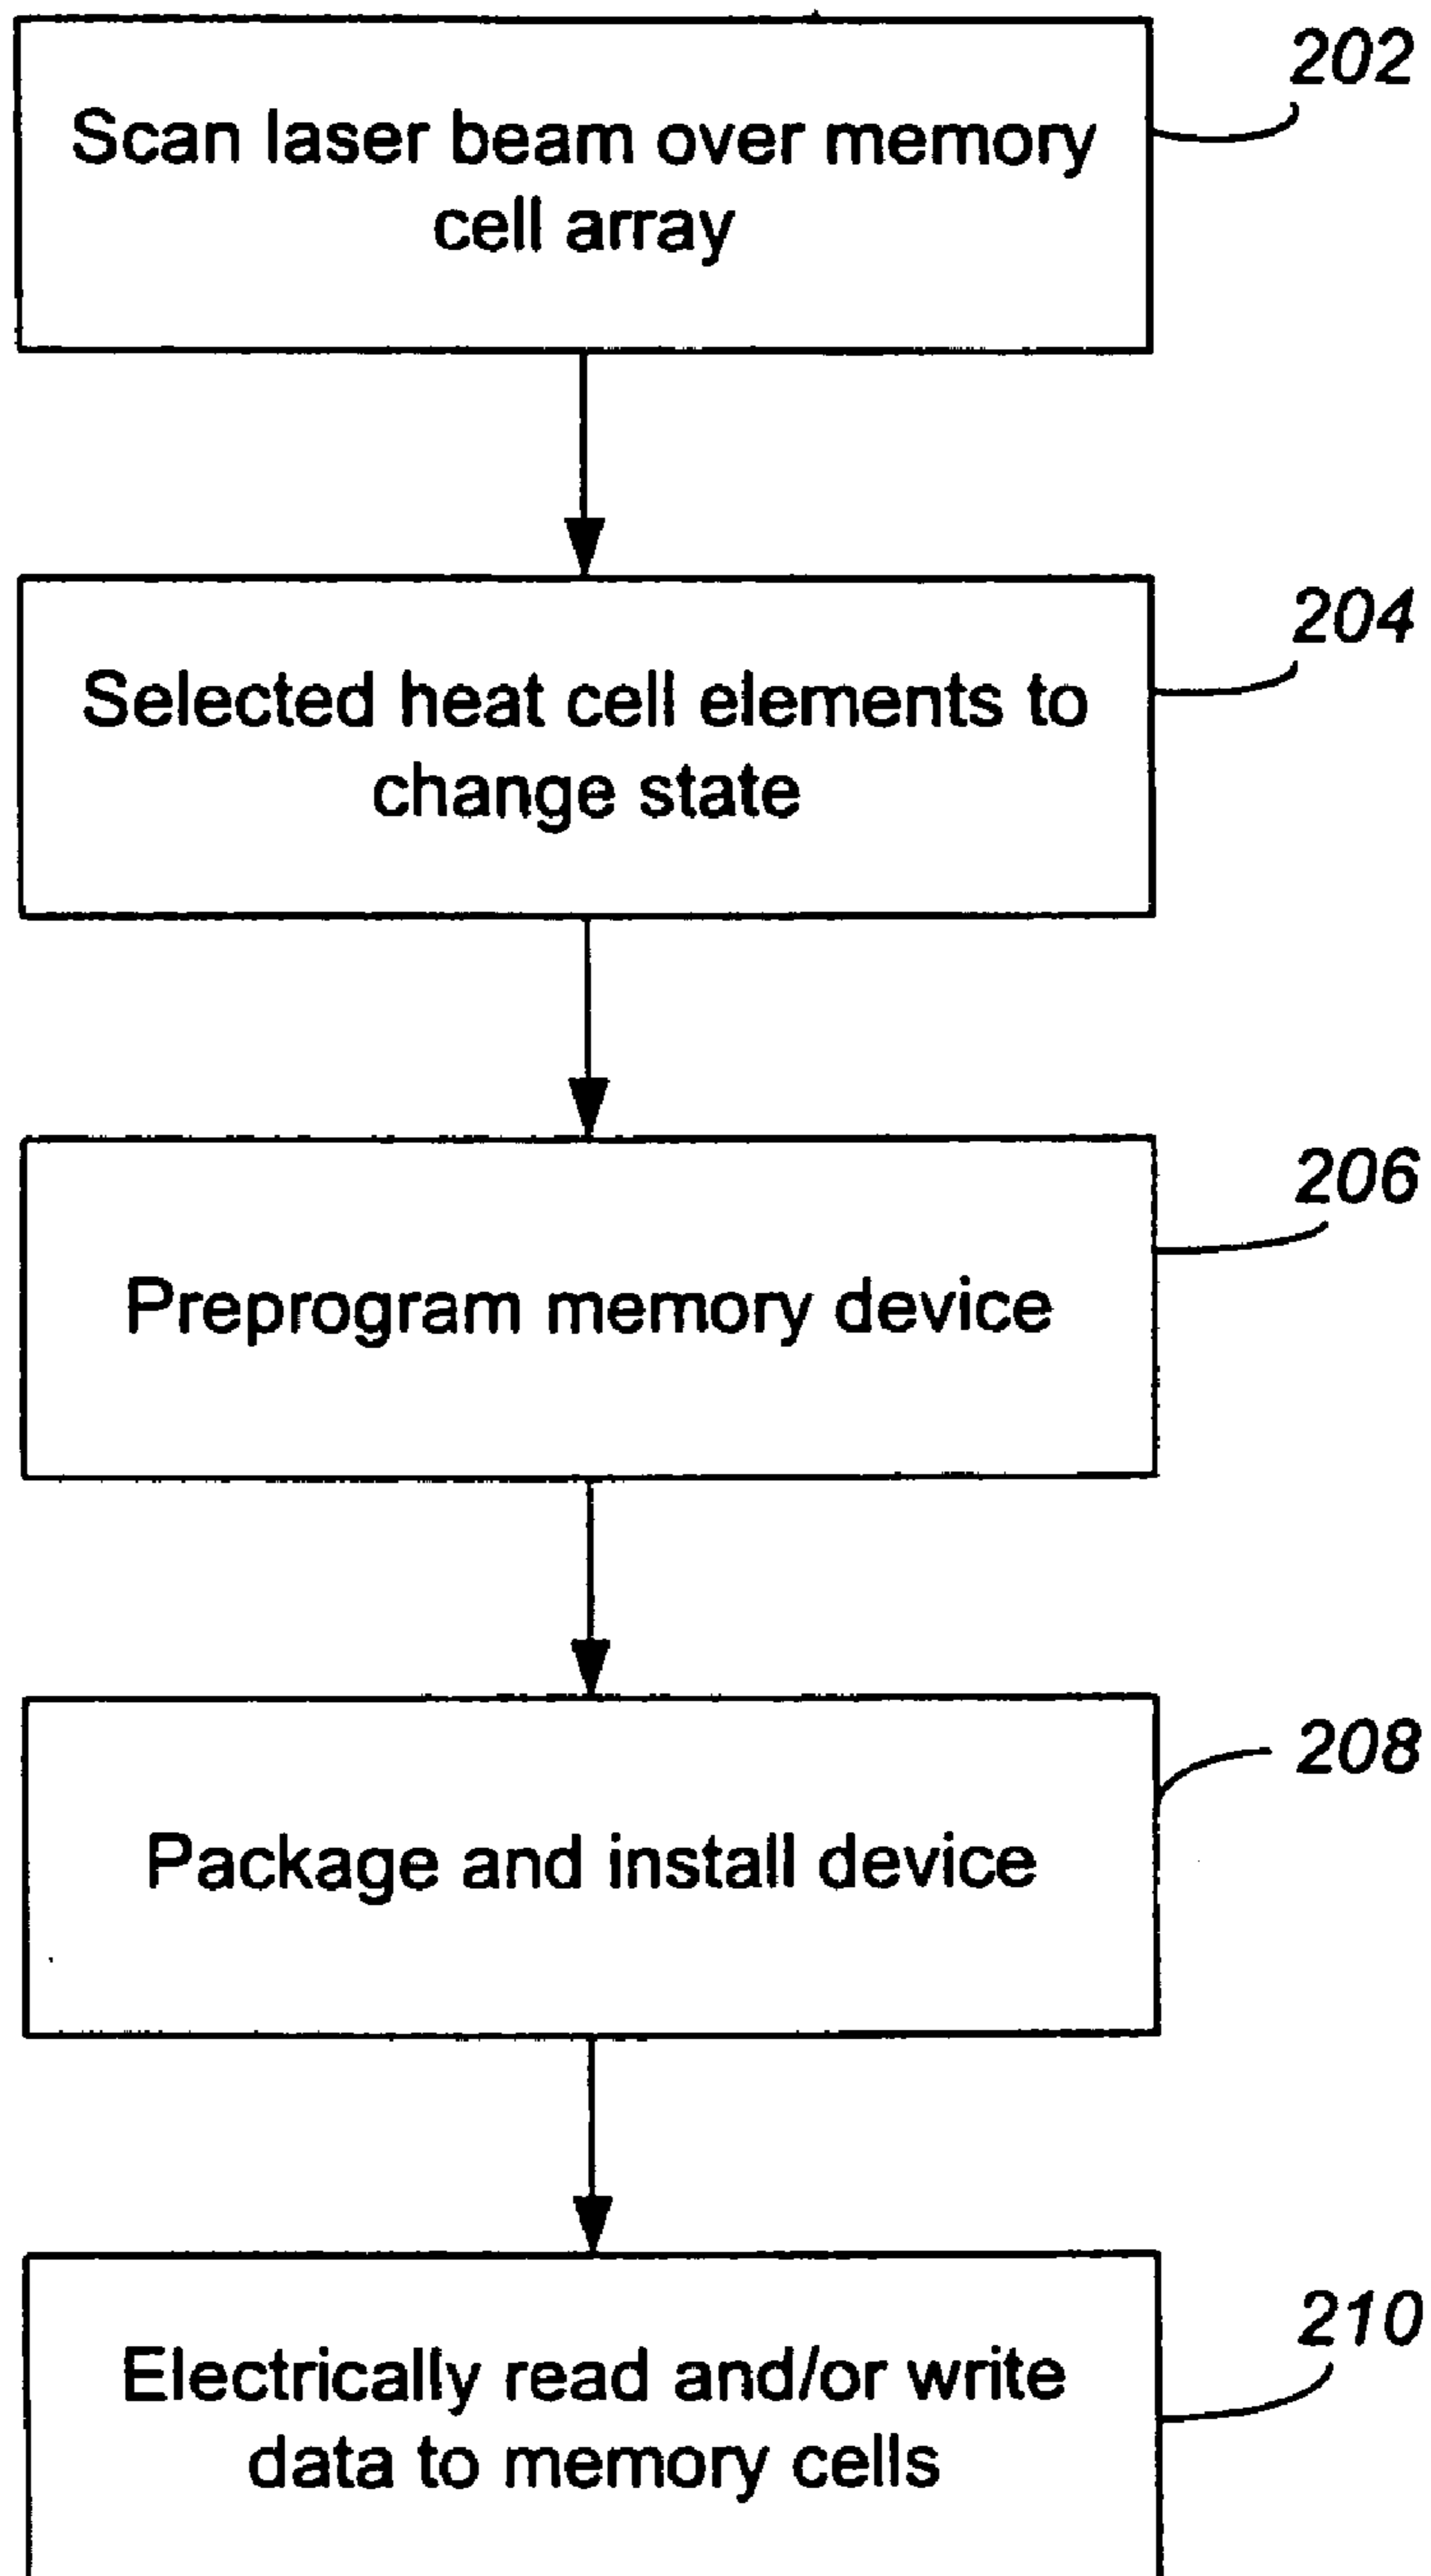 202
Scan laser beam over memory
cell array
204
Selected heat cell elements to
change state
206
Preprogram memory device
208
Package and install device
210
Electrically read and/or write
data to memory cells